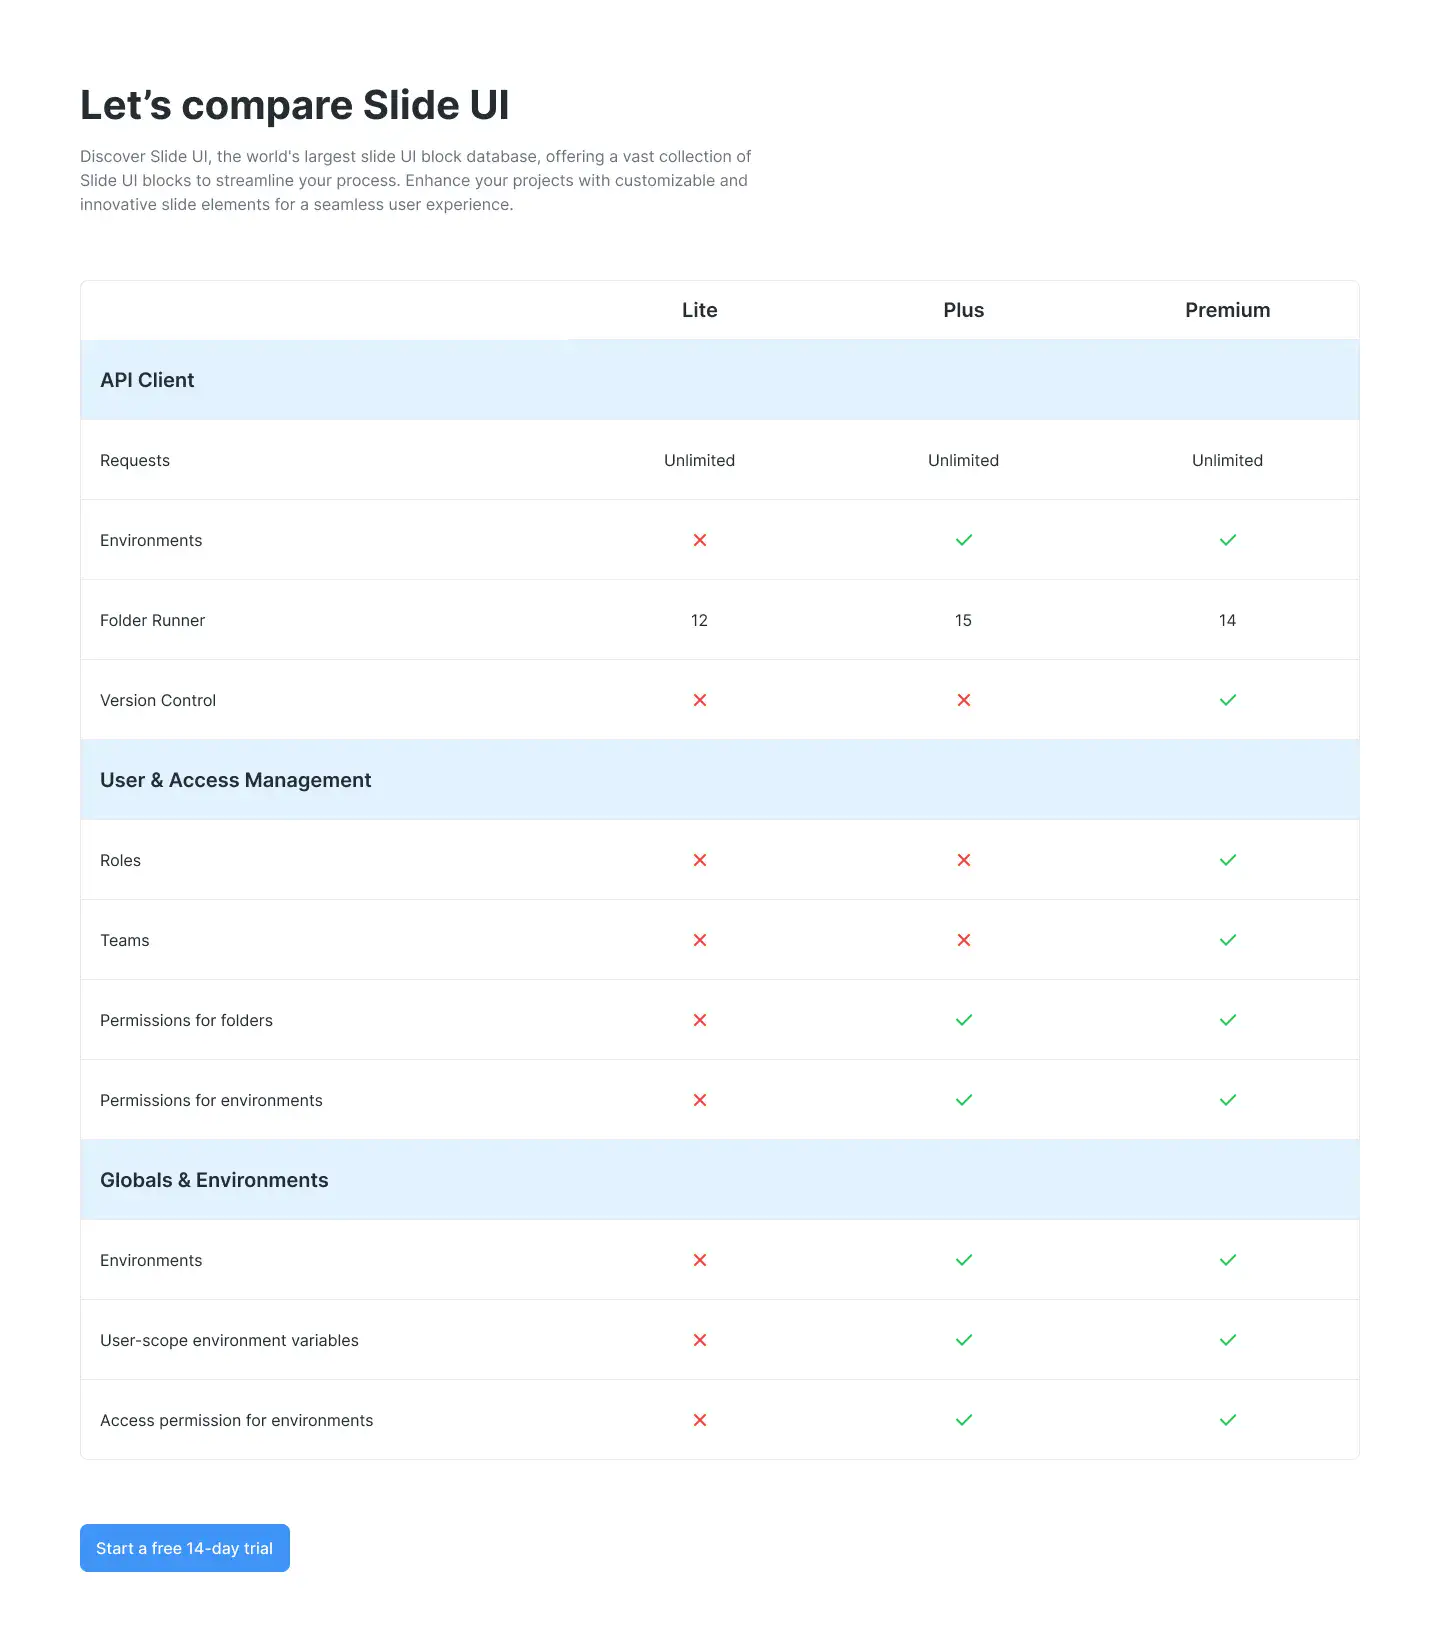 Let’s compare Slide UI
Discover Slide UI, the world's largest slide UI block database, offering a vast collection of
Slide UI blocks to streamline your process. Enhance your projects with customizable and
innovative slide elements for a seamless user experience.
Lite Plus Premium
API Client
Requests Unlimited Unlimited Unlimited
Environments
Folder Runner 12 15 14
Version Control
User & Access Management
Roles
Teams
Permissions for folders
Permissions for environments
Globals & Environments
Environments
User-scope environment variables
Access permission for environments
Start a free 14-day trial